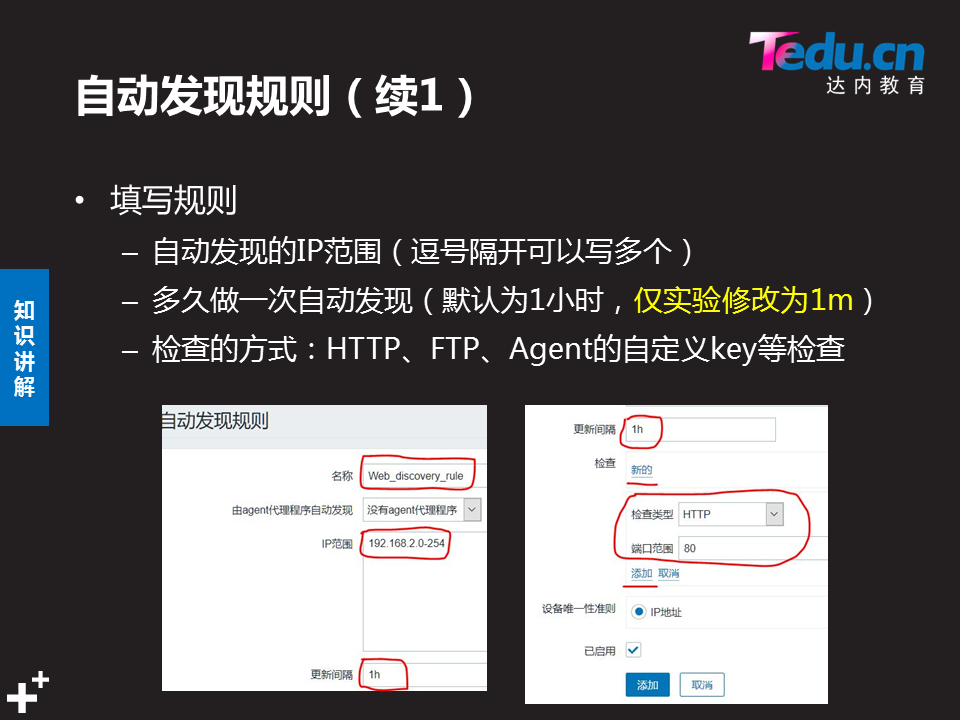 Tedu.cn
达内教育
自动发现规则（续1）
• 填写规则
– 自动发现的IP范围（逗号隔开可以写多个）
– 多久做一次自动发现（默认为1小时，仅实验修改为1m）
– 检查的方式：HTTP、FTP、Agent的自定义key等检查
知识讲解
自动发现规则
名称 Web_discovery_rule
由agent代理程序自动发现 没有agent代理程序
IP范围 192.168.2.0-254
更新间隔 1h
更新间隔 1h
检查 新的
检查类型 HTTP
端口范围 80
添加 取消
设备唯一性准则 IP地址
已启用
添加 取消